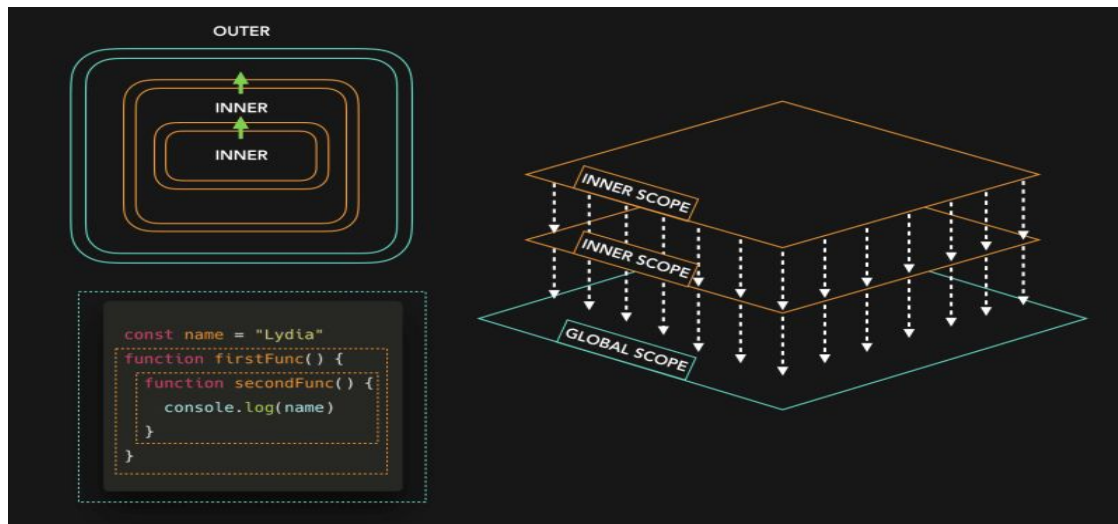 OUTER
INNER
INNER
const name = "Lydia"
function firstFunc() {
function secondFunc() {
console.log(name)
}
}
INNER SCOPE
INNER SCOPE
GLOBAL SCOPE